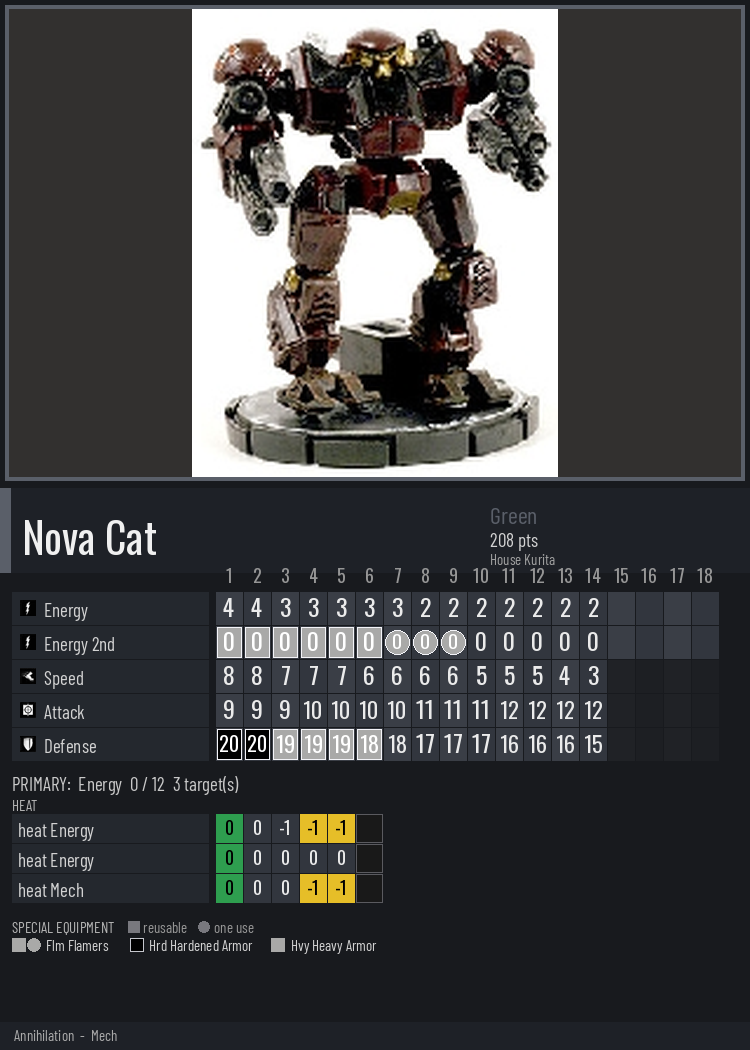 Nova Cat
Green
208 pts
House Kurita
1 2 3 4 5 6 7 8 9 10 11 12 13 14 15 16 17 18
Energy 4 4 3 3 3 3 3 2 2 2 2 2 2 2
Energy 2nd 0 0 0 0 0 0 0 0 0 0 0 0 0 0
Speed 8 8 7 7 7 6 6 6 6 5 5 5 4 3
Attack 9 9 9 10 10 10 10 11 11 11 12 12 12 12
Defense 20 20 19 19 19 18 18 17 17 17 16 16 16 15
PRIMARY: Energy 0 / 12 3 target(s)
HEAT
heat Energy 0 0 -1 -1 -1
heat Energy 0 0 0 0 0
heat Mech 0 0 0 -1 -1
SPECIAL EQUIPMENT reusable one use
Flm Flamers Hrd Hardened Armor Hvy Heavy Armor
Annihilation - Mech